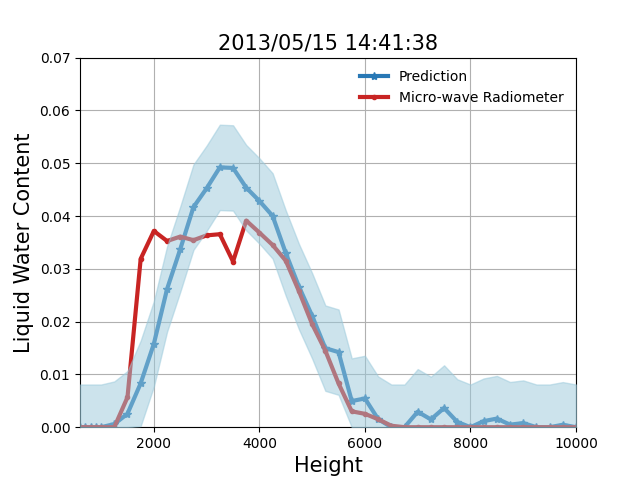 2013/05/15 14:41:38
Prediction
Micro-wave Radiometer
Liquid Water Content
0.07
0.06
0.05
0.04
0.03
0.02
0.01
0.00
2000 4000 6000 8000 10000
Height